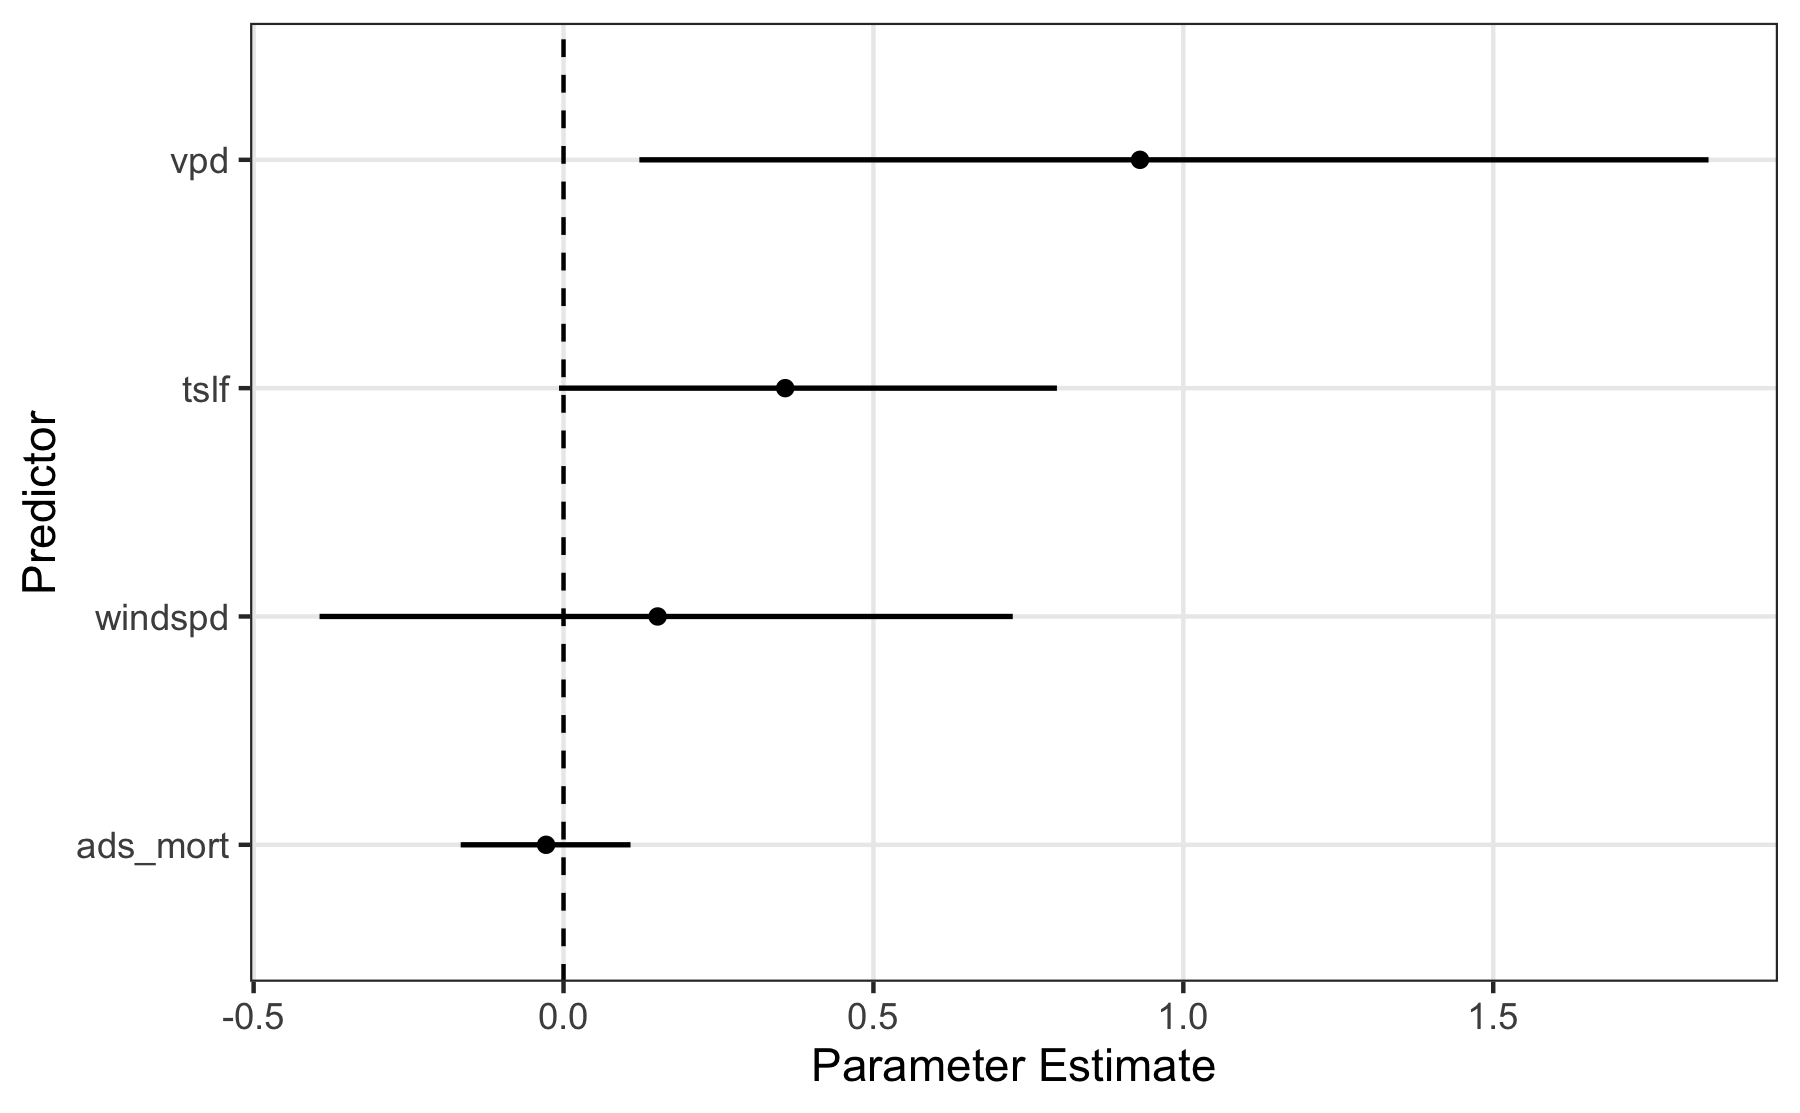 Predictor
vpd
tslf
windspd
ads_mort
-0.5 0.0 0.5 1.0 1.5
Parameter Estimate